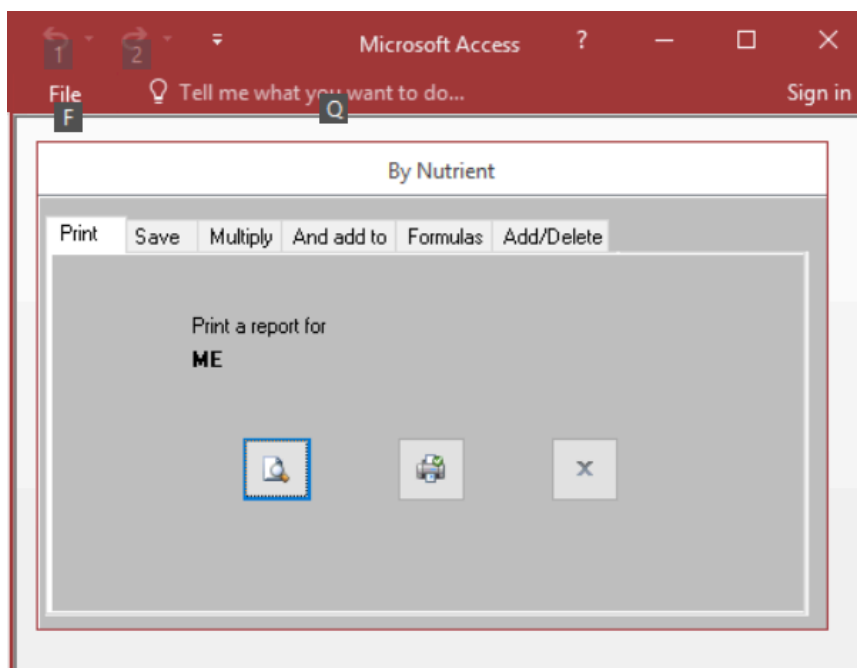 Microsoft Access ?
1 2
File Tell me what you want to do... Sign in
F Q
By Nutrient
Print Save Multiply And add to Formulas Add/Delete
Print a report for
ME